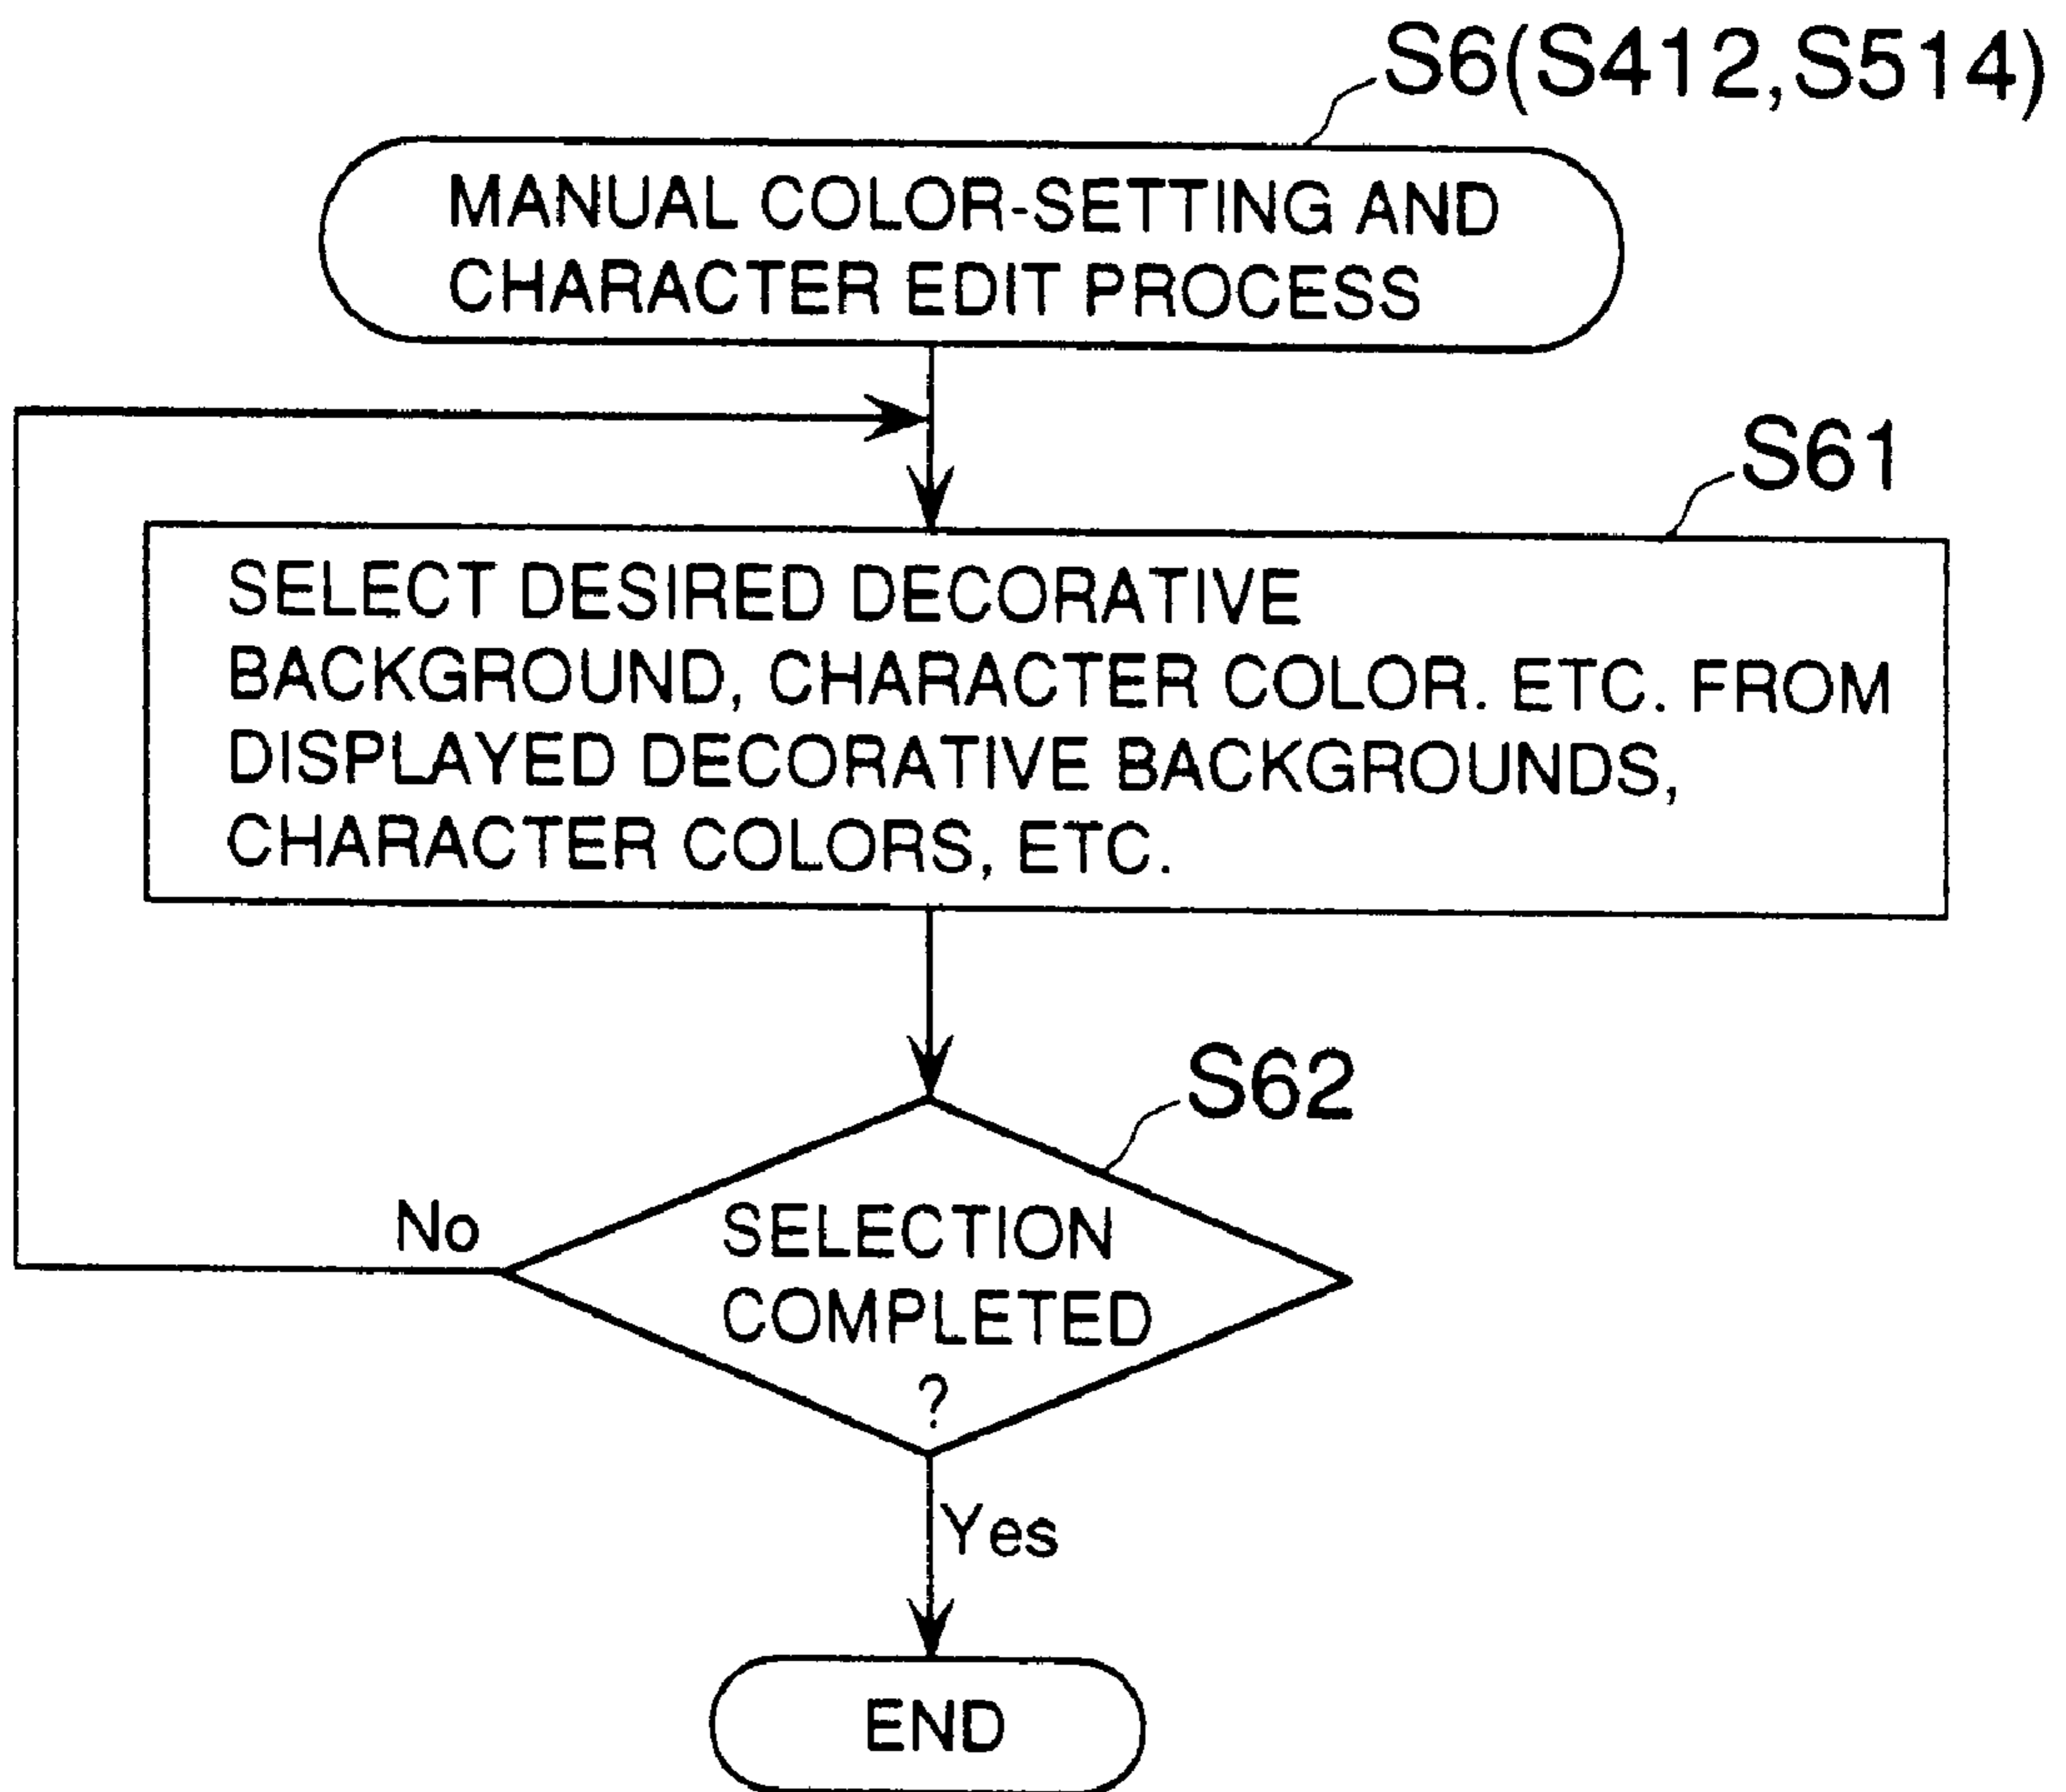 S6(S412,S514)
MANUAL COLOR-SETTING AND
CHARACTER EDIT PROCESS
S61
SELECT DESIRED DECORATIVE
BACKGROUND, CHARACTER COLOR. ETC. FROM
DISPLAYED DECORATIVE BACKGROUNDS,
CHARACTER COLORS, ETC.
S62
No
SELECTION
COMPLETED
?
Yes
END